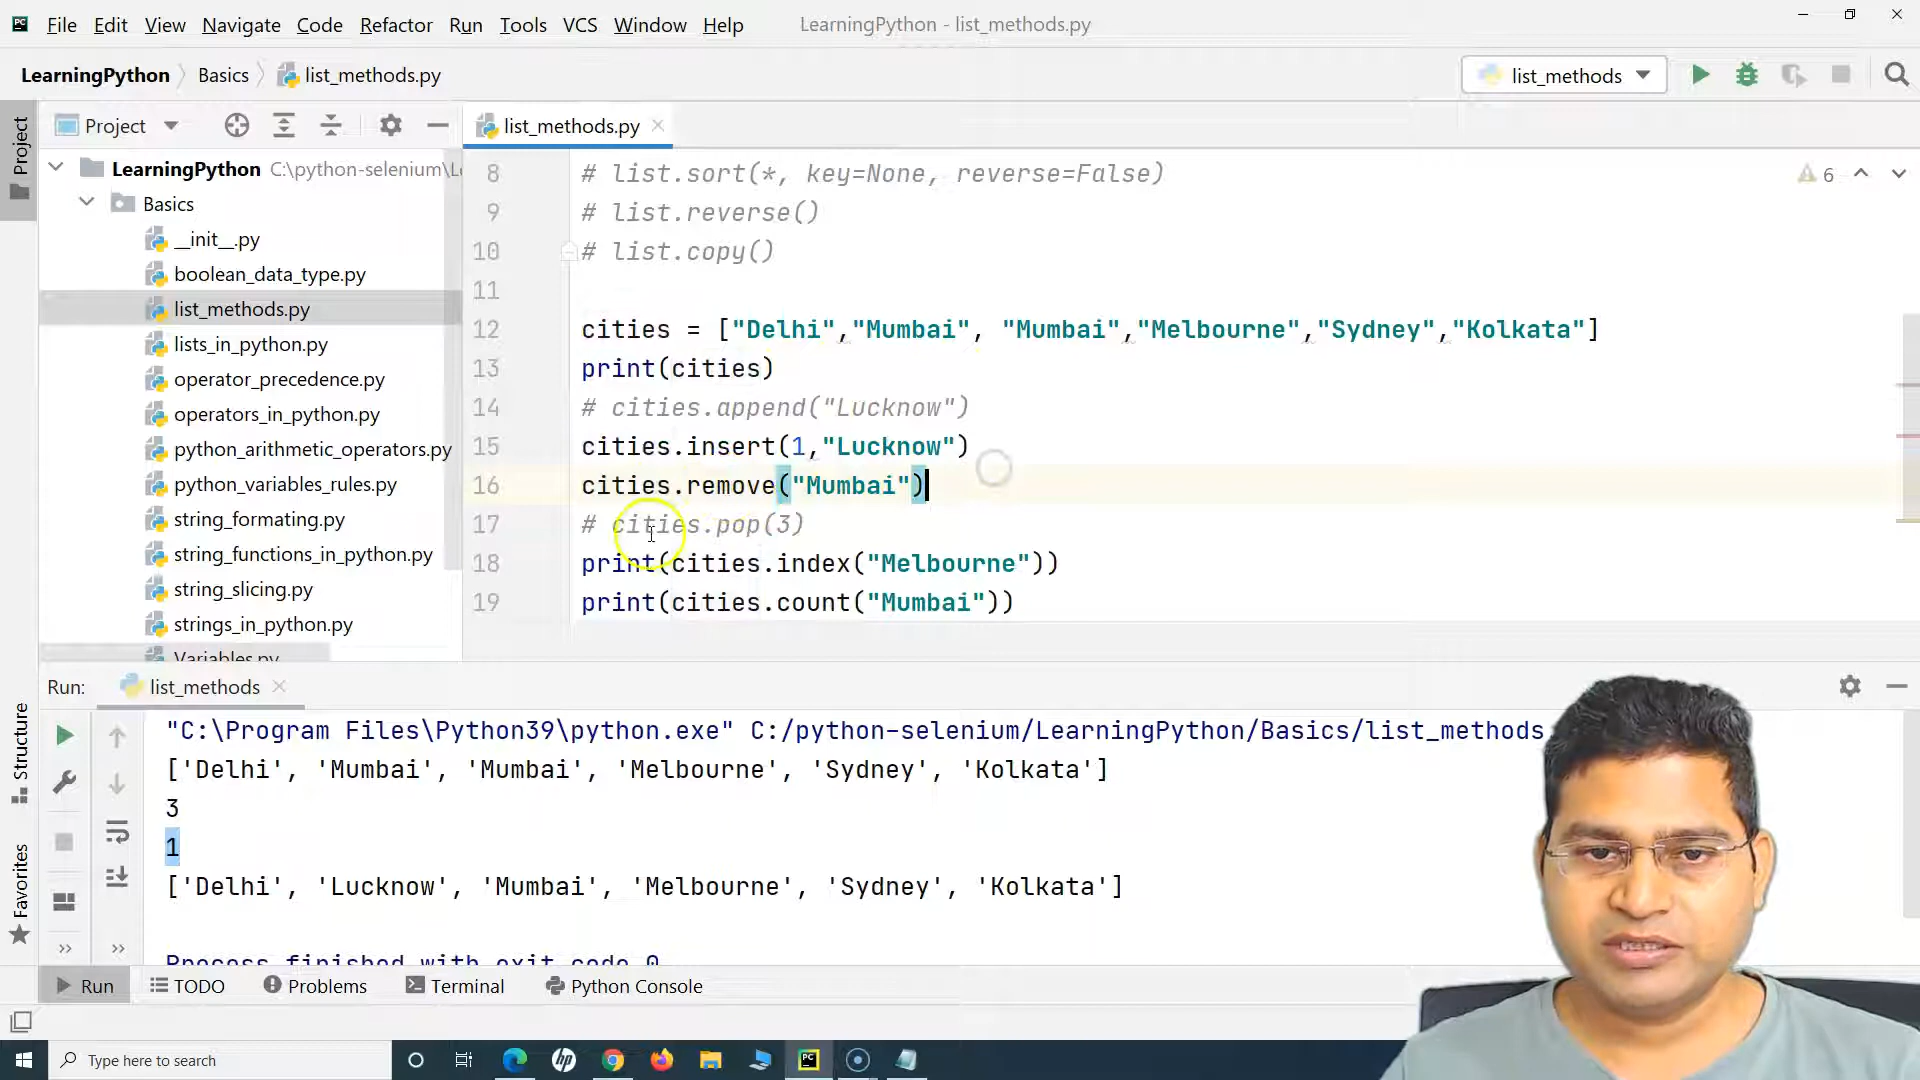 File Edit View Navigate Code Refactor Run Tools VCS Window Help LearningPython - list_methods.py
LearningPython Basics list_methods.py list_methods
Project list_methods.py
Project
LearningPython C:\python-selenium\L
Basics
__init__.py
boolean_data_type.py
list_methods.py
lists_in_python.py
operator_precedence.py
operators_in_python.py
python_arithmetic_operators.py
python_variables_rules.py
string_formating.py
string_functions_in_python.py
string_slicing.py
strings_in_python.py
Variables.py
8 # list.sort(*, key=None, reverse=False) 6
9 # list.reverse()
10 # list.copy()
11
12 cities = ["Delhi","Mumbai", "Mumbai","Melbourne","Sydney","Kolkata"]
13 print(cities)
14 # cities.append("Lucknow")
15 cities.insert(1,"Lucknow")
16 cities.remove("Mumbai")
17 # cities.pop(3)
18 print(cities.index("Melbourne"))
19 print(cities.count("Mumbai"))
Run: list_methods
Structure
Favorites
"C:\Program Files\Python39\python.exe" C:/python-selenium/LearningPython/Basics/list_methods
['Delhi', 'Mumbai', 'Mumbai', 'Melbourne', 'Sydney', 'Kolkata']
3
1
['Delhi', 'Lucknow', 'Mumbai', 'Melbourne', 'Sydney', 'Kolkata']
Process finished with exit code 0
Run TODO Problems Terminal Python Console
Type here to search
hp
PC